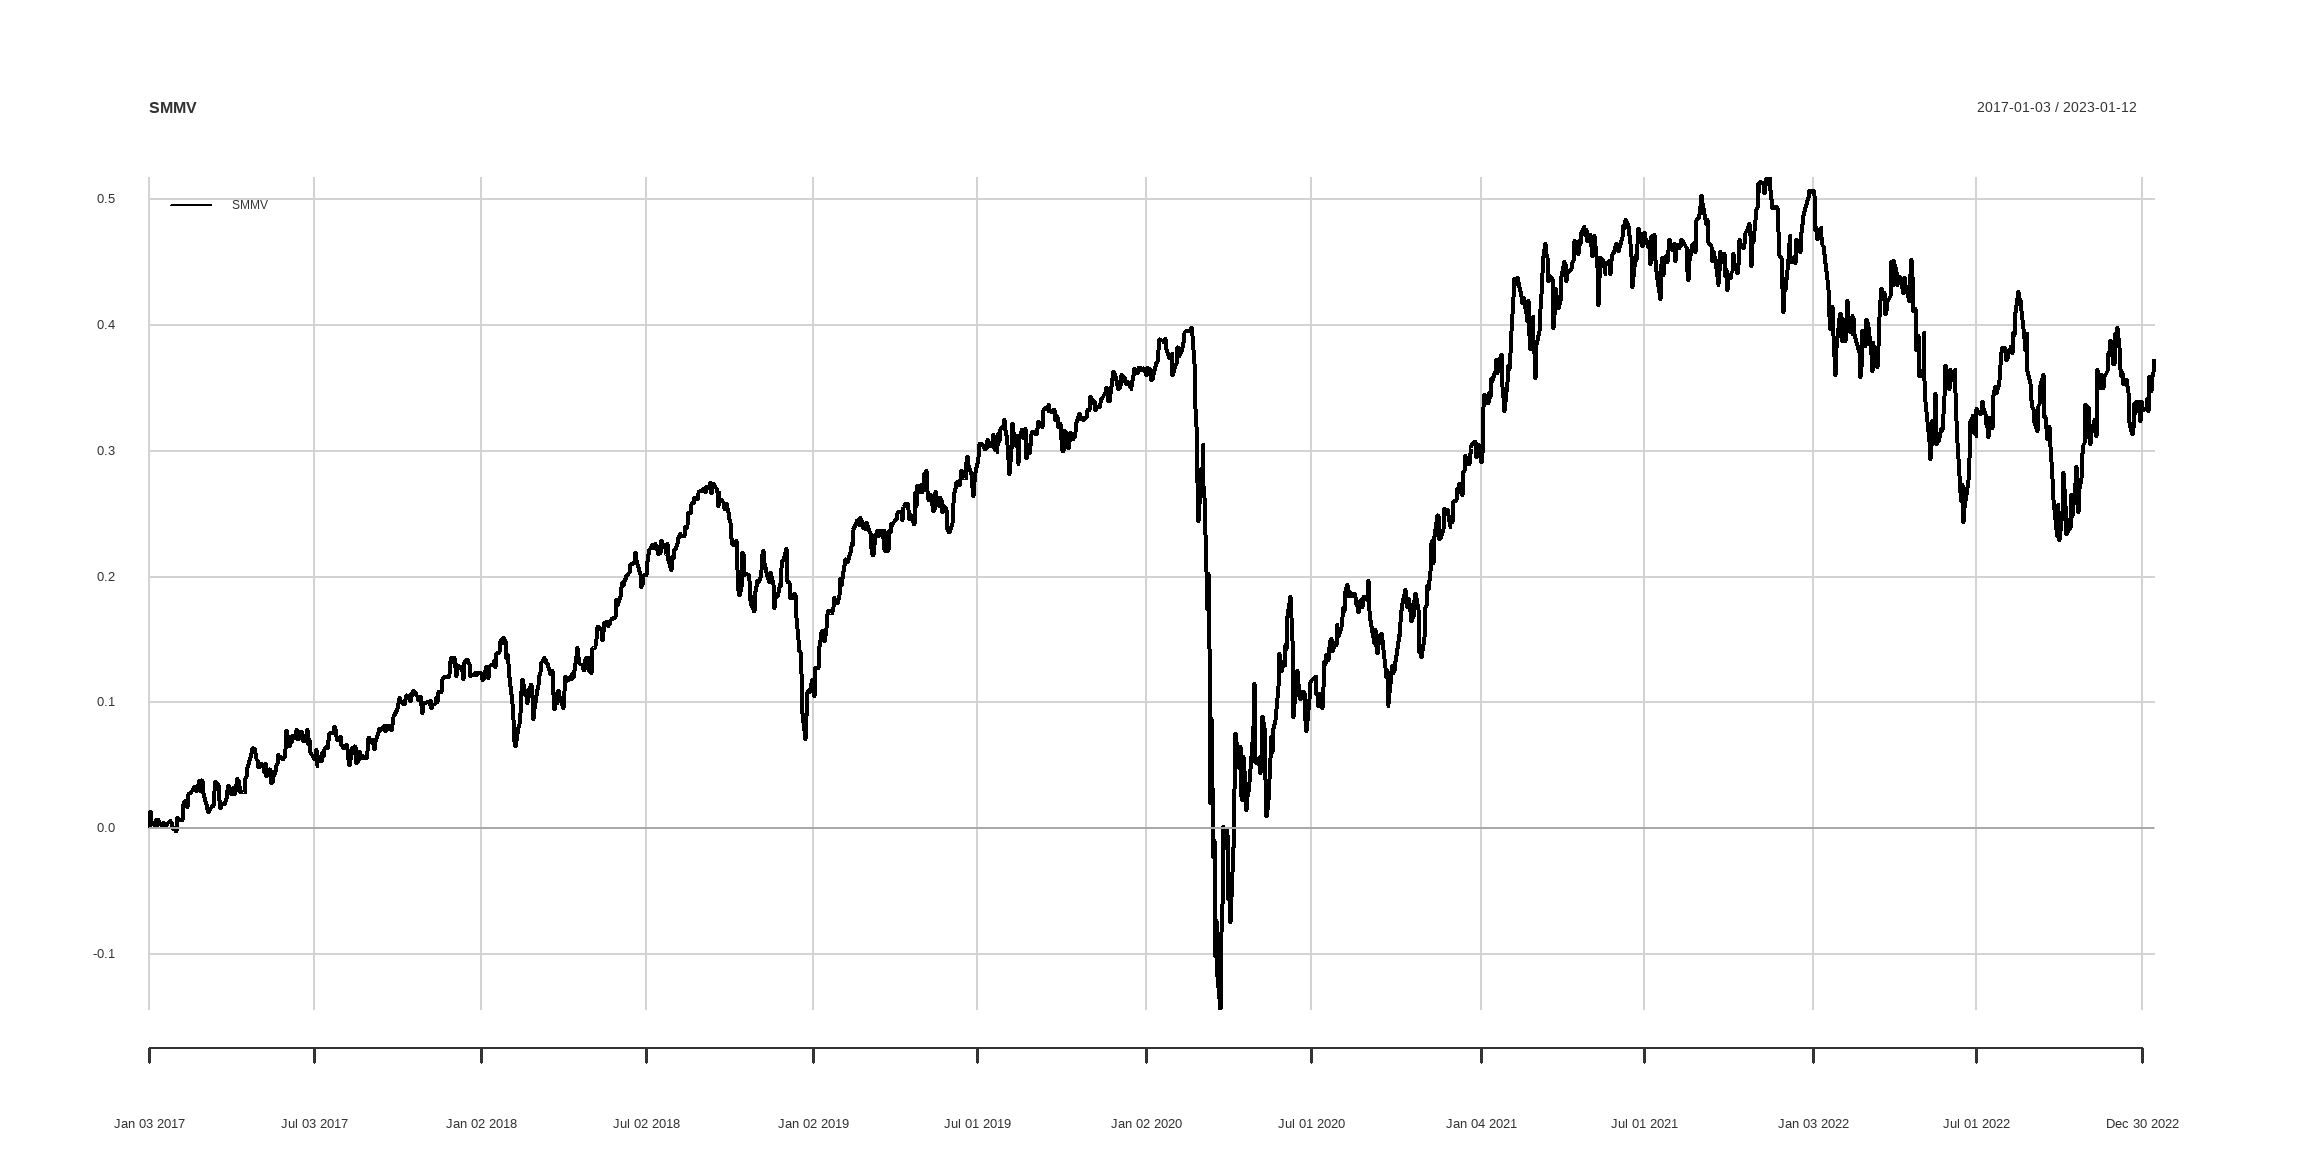 SMMV
2017-01-03 / 2023-01-12
SMMV
0.5
0.4
0.3
0.2
0.1
0.0
-0.1
Jan 03 2017
Jul 03 2017
Jan 02 2018
Jul 02 2018
Jan 02 2019
Jul 01 2019
Jan 02 2020
Jul 01 2020
Jan 04 2021
Jul 01 2021
Jan 03 2022
Jul 01 2022
Dec 30 2022